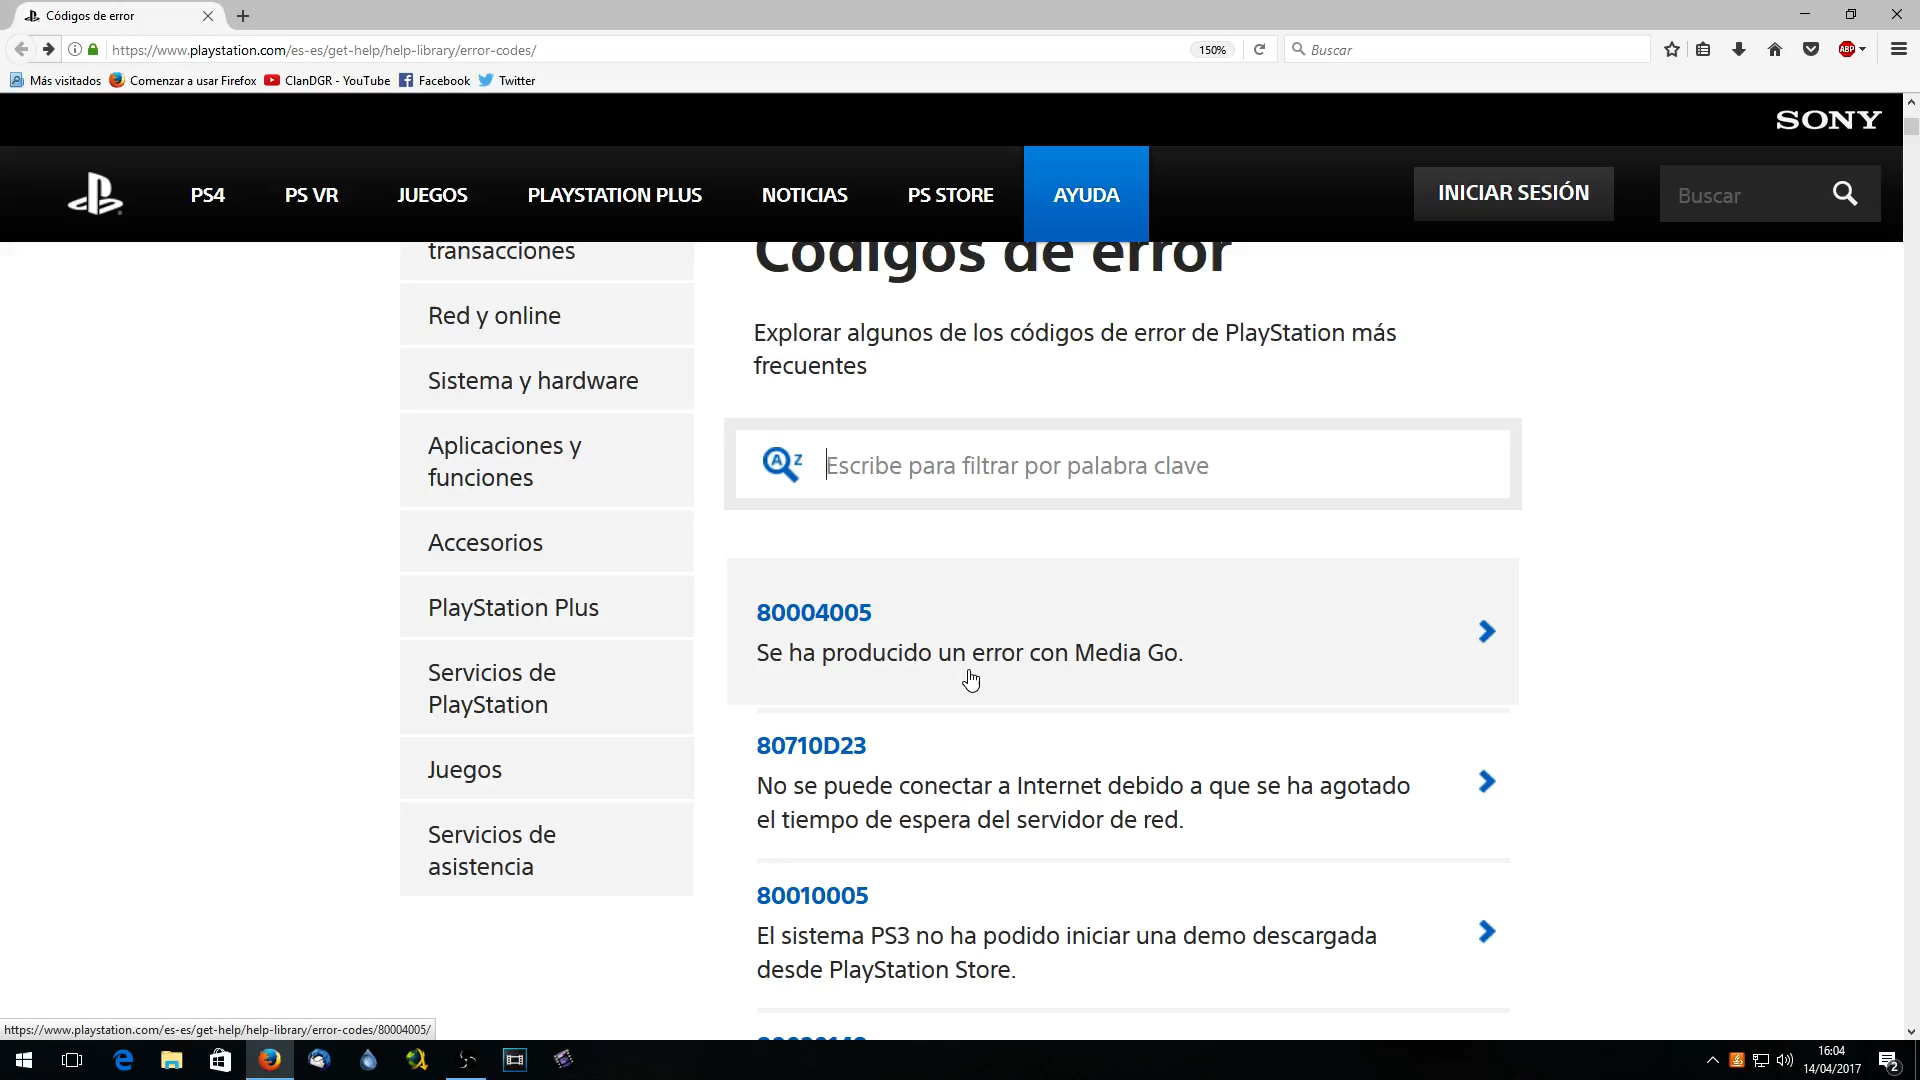 Códigos de error
https://www.playstation.com/es-es/get-help/help-library/error-codes/
150%
Buscar
ABP
Más visitados
Comenzar a usar Firefox
ClanDGR - YouTube
Facebook
Twitter
SONY
PS4
PS VR
JUEGOS
PLAYSTATION PLUS
NOTICIAS
PS STORE
AYUDA
INICIAR SESIÓN
Buscar
transacciones
Red y online
Sistema y hardware
Aplicaciones y
funciones
Accesorios
PlayStation Plus
Servicios de
PlayStation
Juegos
Servicios de
asistencia
Códigos de error
Explorar algunos de los códigos de error de PlayStation más
frecuentes
A Z
Escribe para filtrar por palabra clave
80004005
Se ha producido un error con Media Go.
80710D23
No se puede conectar a Internet debido a que se ha agotado
el tiempo de espera del servidor de red.
80010005
El sistema PS3 no ha podido iniciar una demo descargada
desde PlayStation Store.
https://www.playstation.com/es-es/get-help/help-library/error-codes/80004005/
16:04
14/04/2017
2